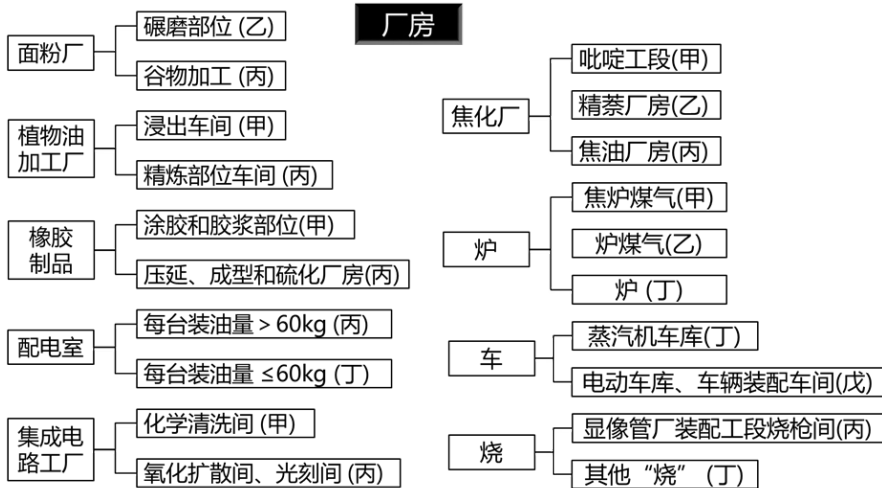 厂房
面粉厂
碾磨部位 (乙)
谷物加工 (丙)
植物油
加工厂
浸出车间 (甲)
精炼部位车间 (丙)
橡胶
制品
涂胶和胶浆部位(甲)
压延、成型和硫化厂房(丙)
配电室
每台装油量 > 60kg (丙)
每台装油量 ≤60kg (丁)
集成电
路工厂
化学清洗间 (甲)
氧化扩散间、光刻间 (丙)
焦化厂
吡啶工段(甲)
精萘厂房(乙)
焦油厂房(丙)
炉
焦炉煤气(甲)
炉煤气(乙)
炉 (丁)
车
蒸汽机车库(丁)
电动车库、车辆装配车间(戊)
烧
显像管厂装配工段烧枪间(丙)
其他“烧” (丁)